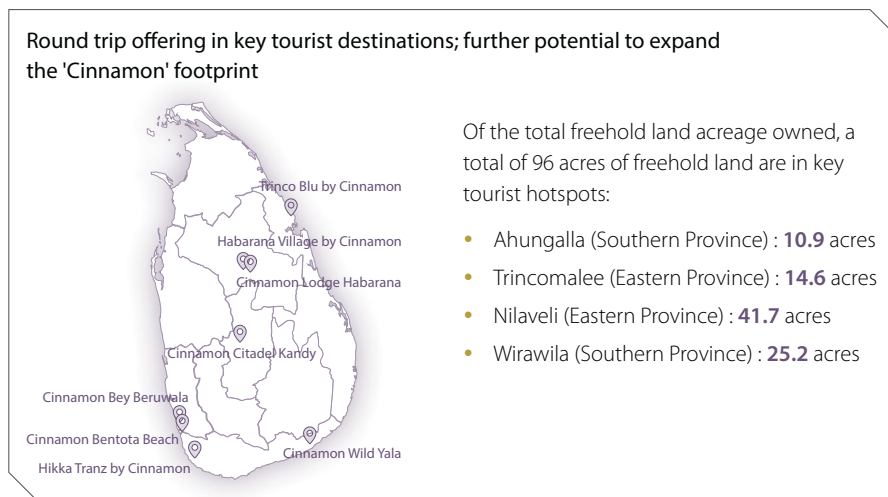 Round trip offering in key tourist destinations; further potential to expand
the 'Cinnamon' footprint
Trinco Blu by Cinnamon
Habarana Village by Cinnamon
Cinnamon Lodge Habarana
Cinnamon Citadel Kandy
Cinnamon Bey Beruwala
Cinnamon Bentota Beach
Cinnamon Wild Yala
Hikka Tranz by Cinnamon
Of the total freehold land acreage owned, a
total of 96 acres of freehold land are in key
tourist hotspots:
• Ahungalla (Southern Province) : 10.9 acres
• Trincomalee (Eastern Province) : 14.6 acres
• Nilaveli (Eastern Province) : 41.7 acres
• Wirawila (Southern Province) : 25.2 acres